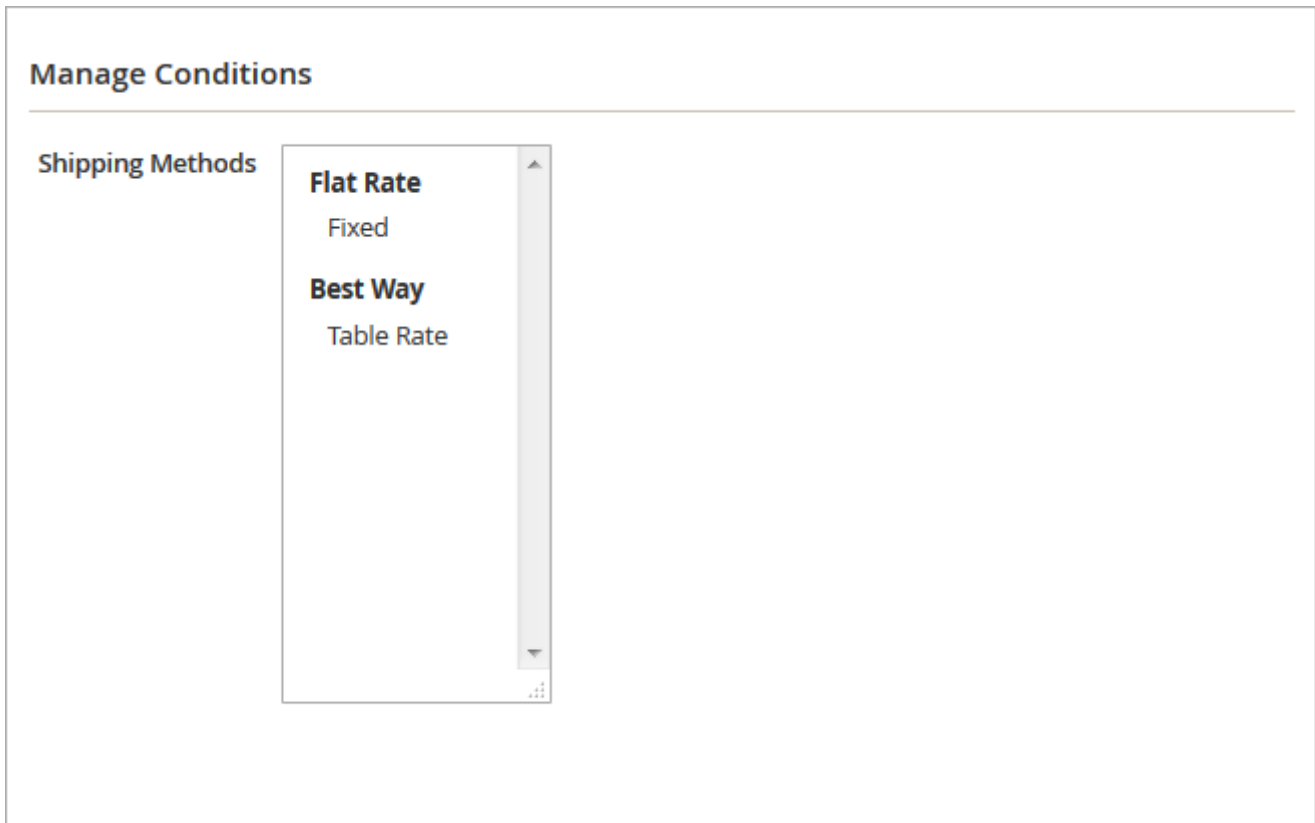 Manage Conditions
Shipping Methods
Flat Rate
Fixed
Best Way
Table Rate